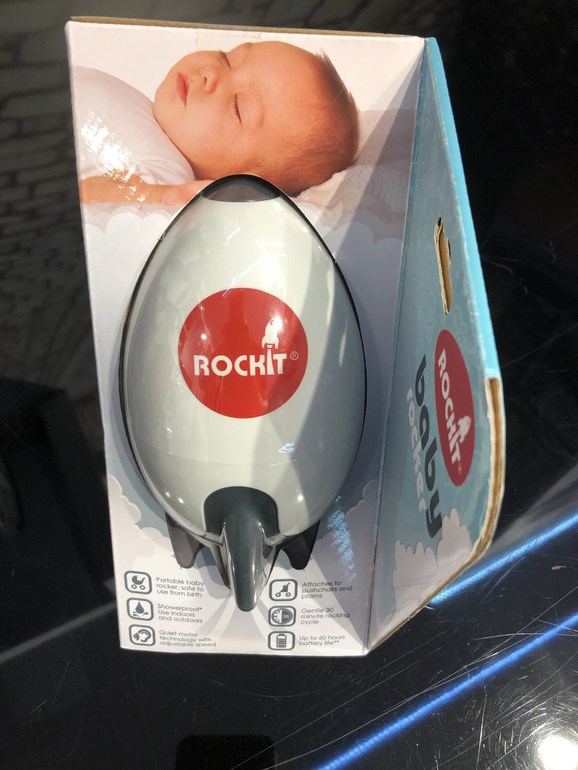 ROCKIT®
Portable baby
rocker, safe to
use from birth
Showerproof*
Use indoors
and outdoors
Quiet motor
technology with
adjustable speed
Attaches to
pushchairs and
prams
Gentle 30
minute rocking
cycle
Up to 60 hours
battery life**
ROCKIT®
baby
rocker